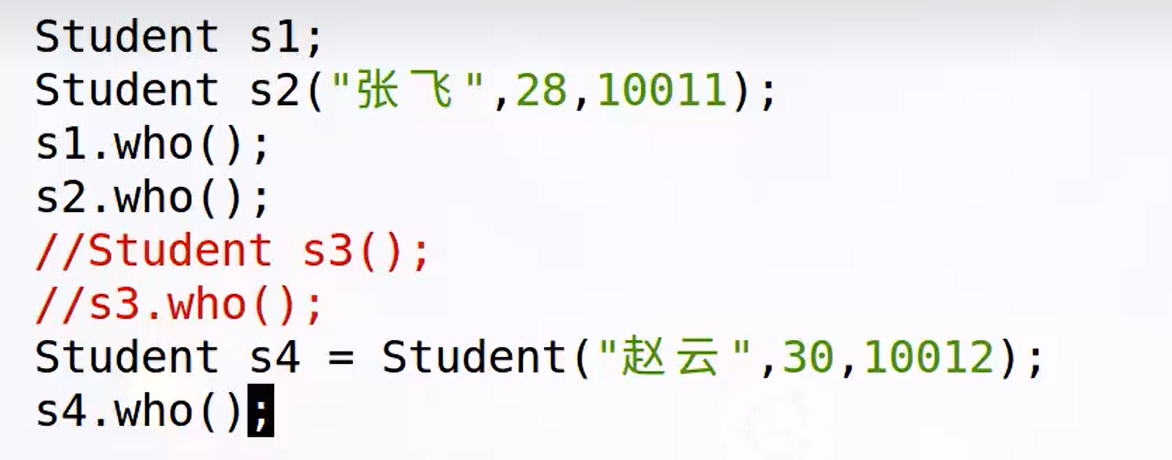 Student s1;
Student s2("张飞",28,10011);
s1.who();
s2.who();
//Student s3();
//s3.who();
Student s4 = Student("赵云",30,10012);
s4.who();